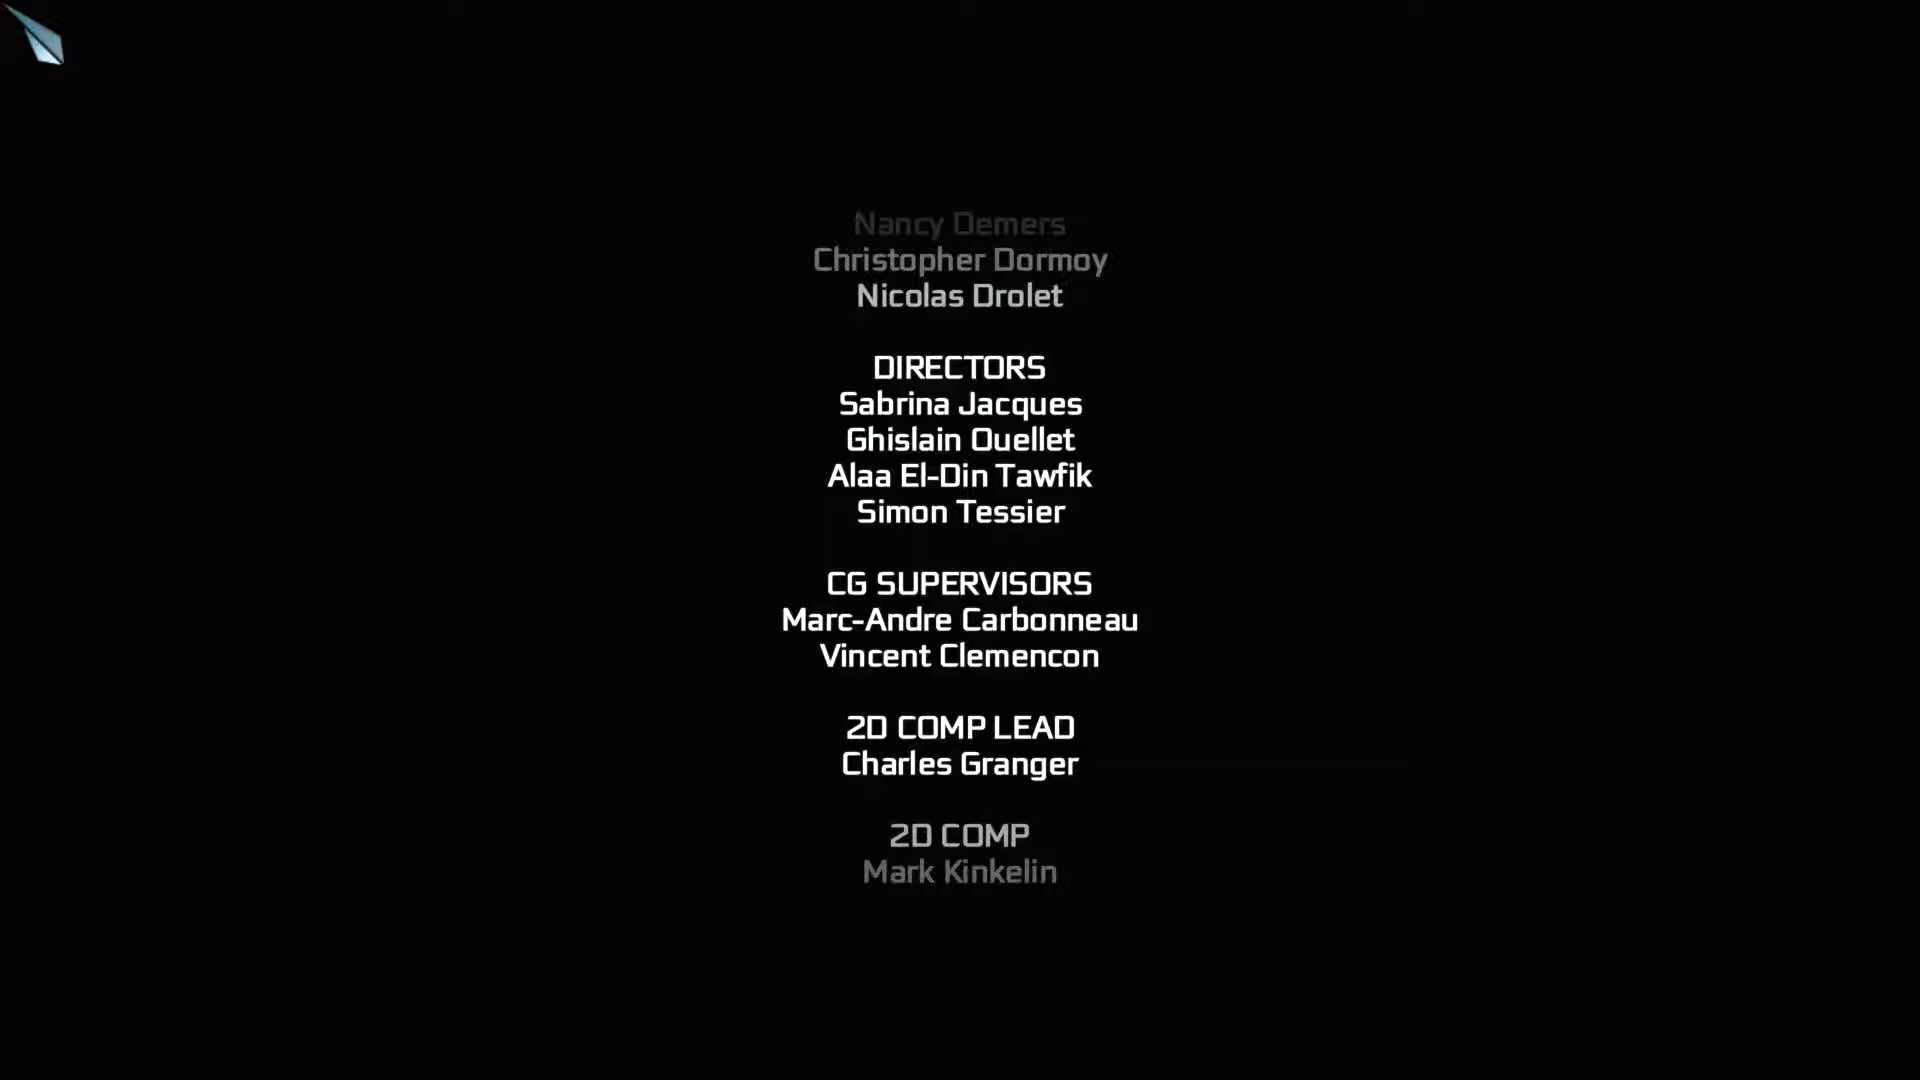 Nancy Demers
Christopher Dormoy
Nicolas Drolet
DIRECTORS
Sabrina Jacques
Ghislain Ouellet
Alaa El-Din Tawfik
Simon Tessier
CG SUPERVISORS
Marc-Andre Carbonneau
Vincent Clemencon
2D COMP LEAD
Charles Granger
2D COMP
Mark Kinkelin